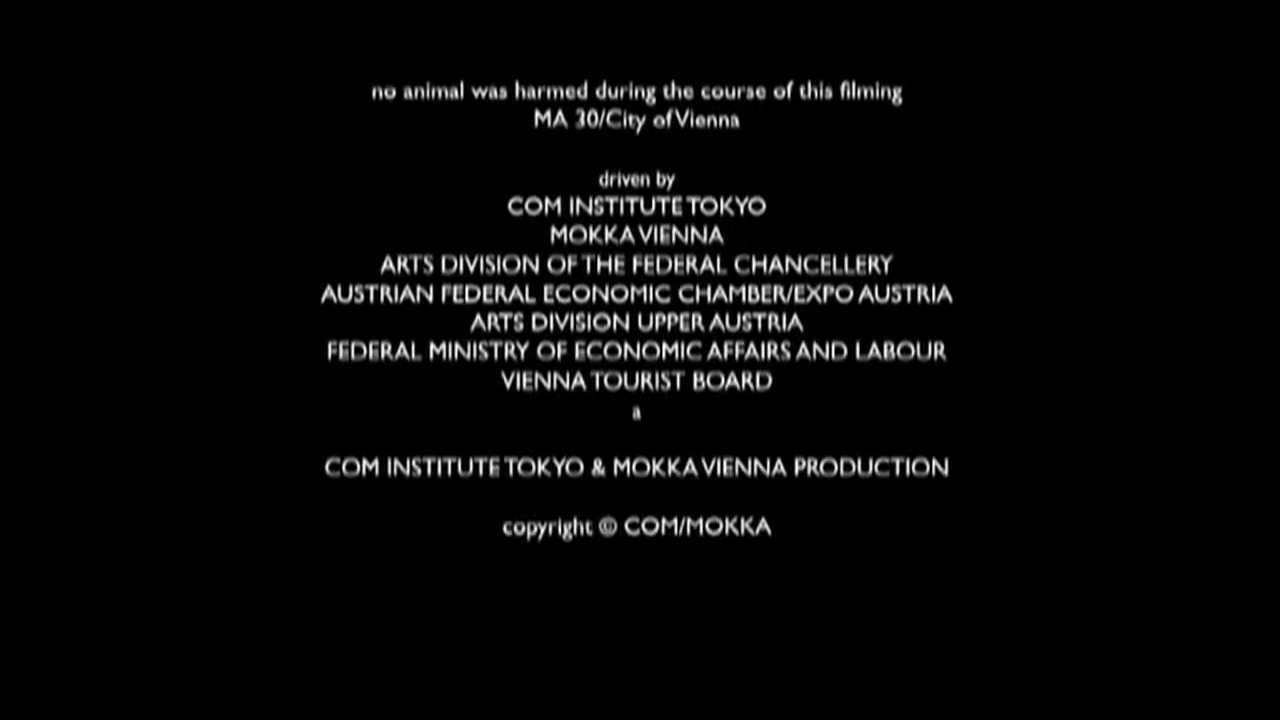 no animal was harmed during the course of this filming
MA 30/City of Vienna
driven by
COM INSTITUTE TOKYO
MOKKA VIENNA
ARTS DIVISION OF THE FEDERAL CHANCELLERY
AUSTRIAN FEDERAL ECONOMIC CHAMBER/EXPO AUSTRIA
ARTS DIVISION UPPER AUSTRIA
FEDERAL MINISTRY OF ECONOMIC AFFAIRS AND LABOUR
VIENNA TOURIST BOARD
a
COM INSTITUTE TOKYO & MOKKA VIENNA PRODUCTION
copyright © COM/MOKKA